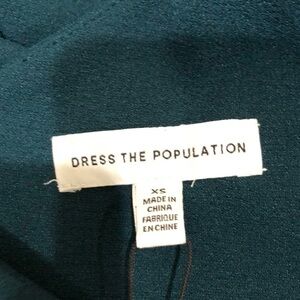 DRESS THE POPULATION
XS
MADE IN
CHINA
FABRIQUE
EN CHINE